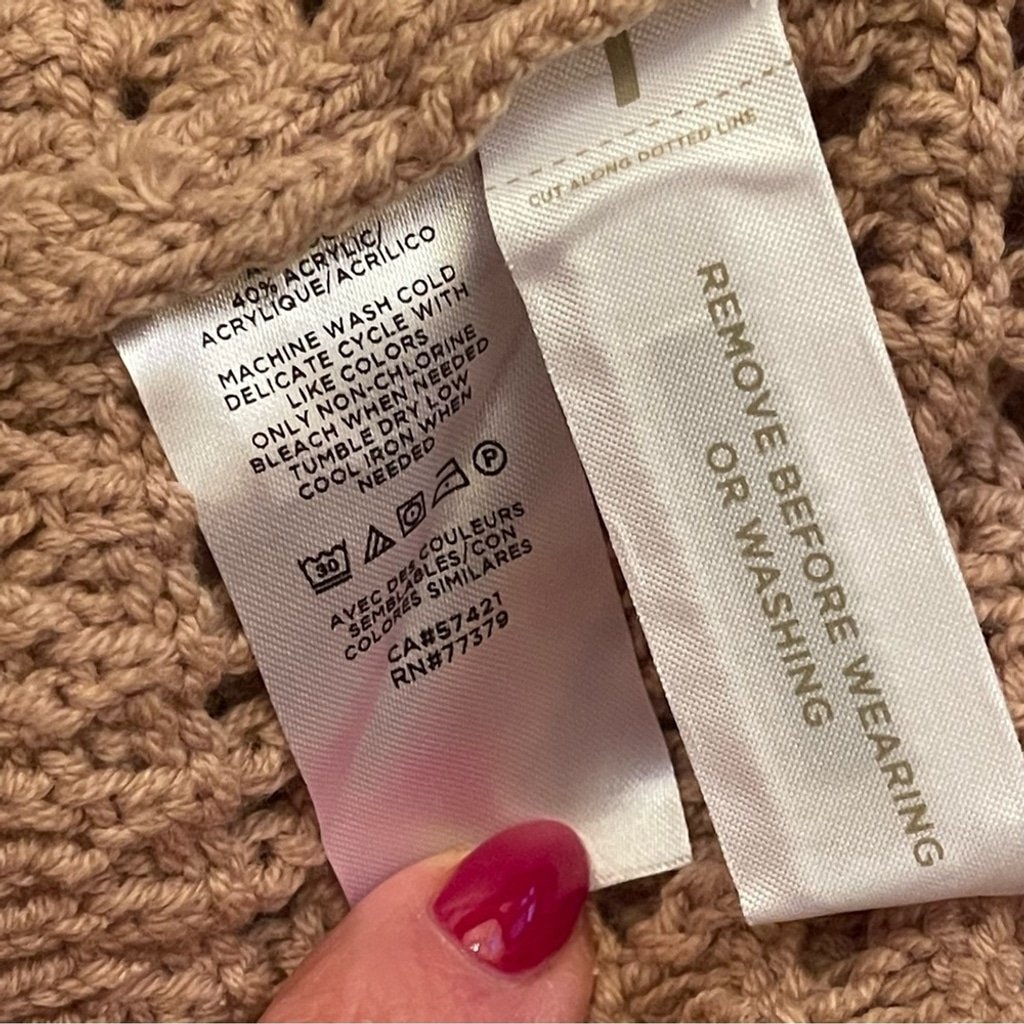 40% ACRYLIC/
ACRYLIQUE/ACRÍLICO
MACHINE WASH COLD
DELICATE CYCLE WITH
LIKE COLORS
ONLY NON-CHLORINE
BLEACH WHEN NEEDED
TUMBLE DRY LOW
COOL IRON WHEN
NEEDED
30
P
AVEC DES COULEURS
SEMBLABLES/CON
COLORES SIMILARES
CA#57421
RN#77379
CUT ALONG DOTTED LINE
REMOVE BEFORE WEARING
OR WASHING